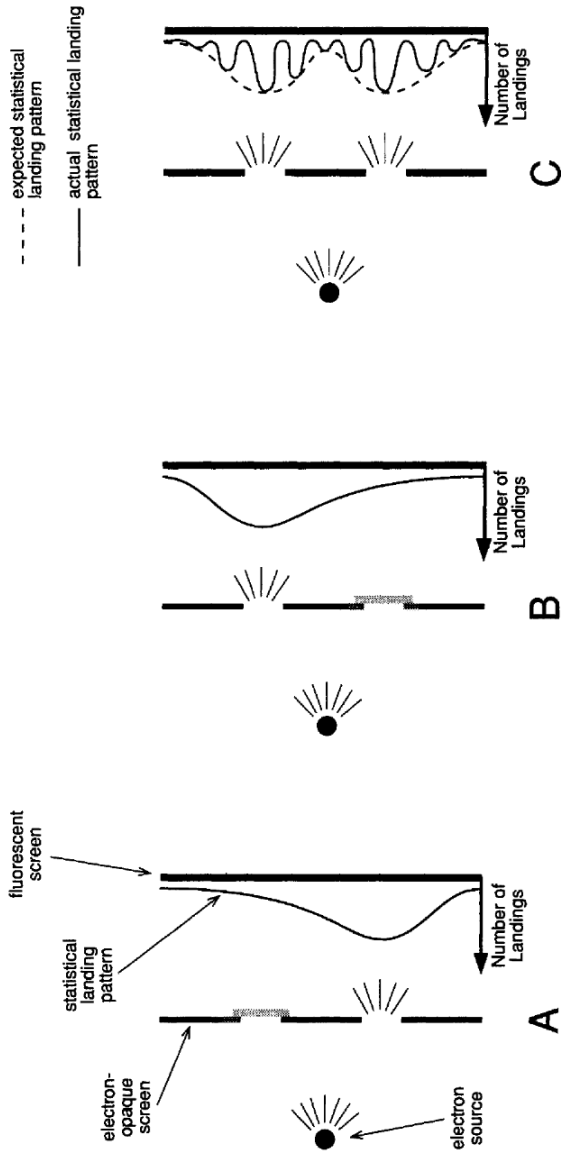 fluorescent
screen
expected statistical
landing pattern
actual statistical landing
pattern
statistical
landing
pattern
electron-
opaque screen
electron
source
Number of
Landings
Number of
Landings
Number of
Landings
A
B
C